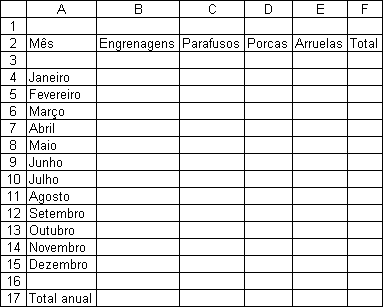 A B C D E F
1
2 Mês Engrenagens Parafusos Porcas Arruelas Total
3
4 Janeiro
5 Fevereiro
6 Março
7 Abril
8 Maio
9 Junho
10 Julho
11 Agosto
12 Setembro
13 Outubro
14 Novembro
15 Dezembro
16
17 Total anual